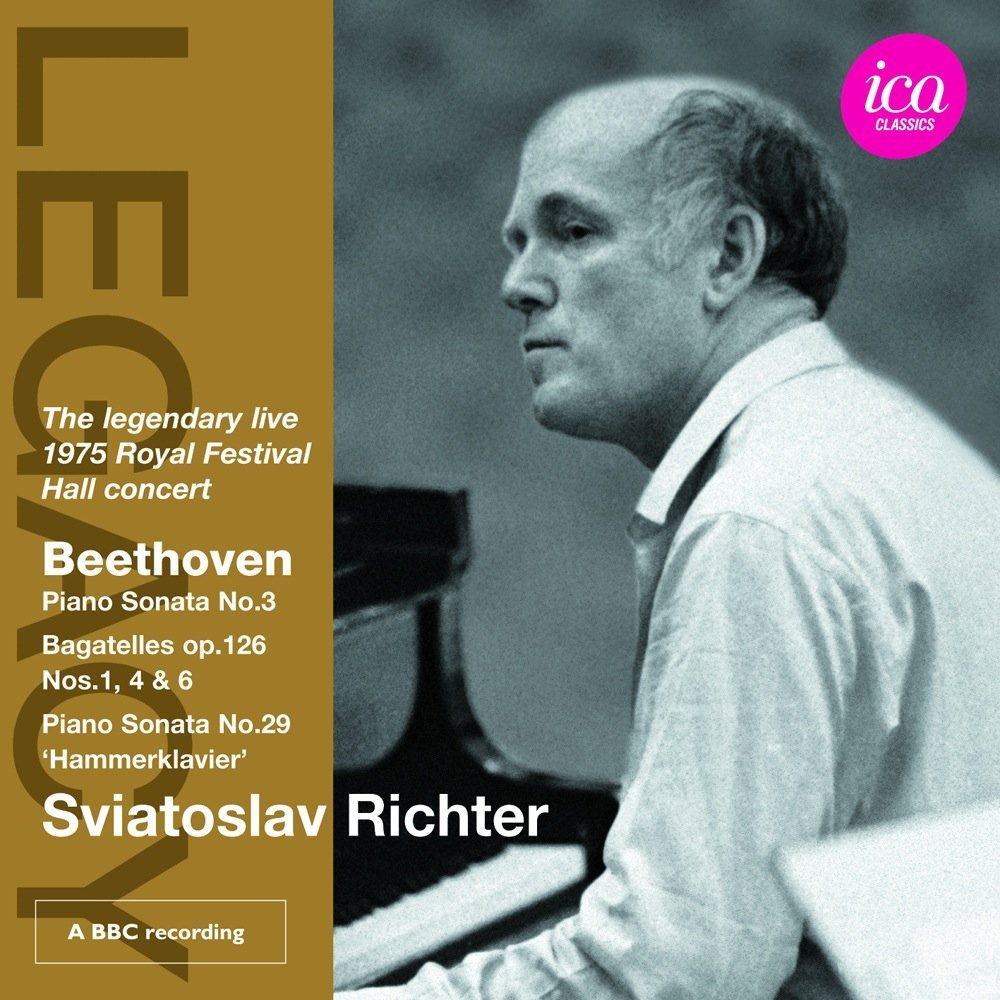 LEGACY
ica
CLASSICS
The legendary live
1975 Royal Festival
Hall concert
Beethoven
Piano Sonata No.3
Bagatelles op.126
Nos.1, 4 & 6
Piano Sonata No.29
‘Hammerklavier’
Sviatoslav Richter
A BBC recording